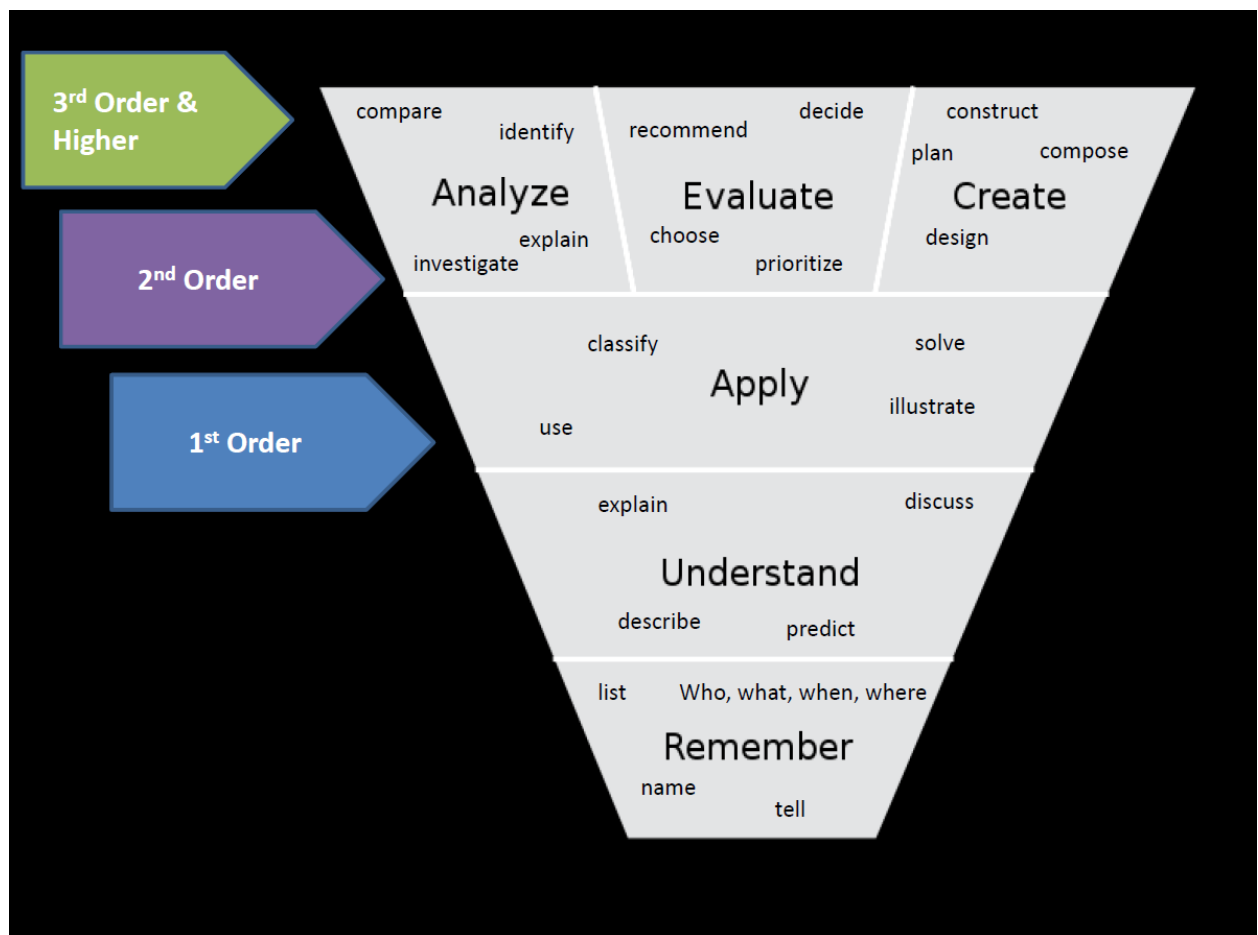 3rd Order &
Higher
2nd Order
1st Order
compare
identify
Analyze
explain
investigate
decide
recommend
Evaluate
choose
prioritize
construct
plan
compose
Create
design
classify
solve
Apply
illustrate
use
explain
discuss
Understand
describe
predict
list
Who, what, when, where
Remember
name
tell